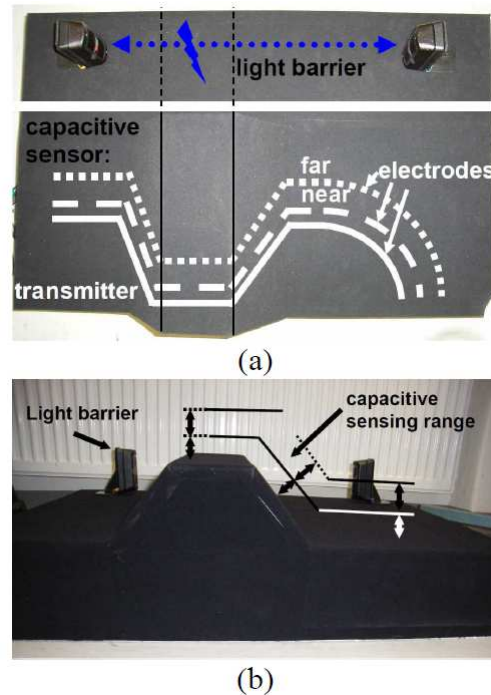 light barrier
capacitive
sensor:
far
electrodes
near
transmitter
(a)
capacitive
sensing range
Light barrier
(b)